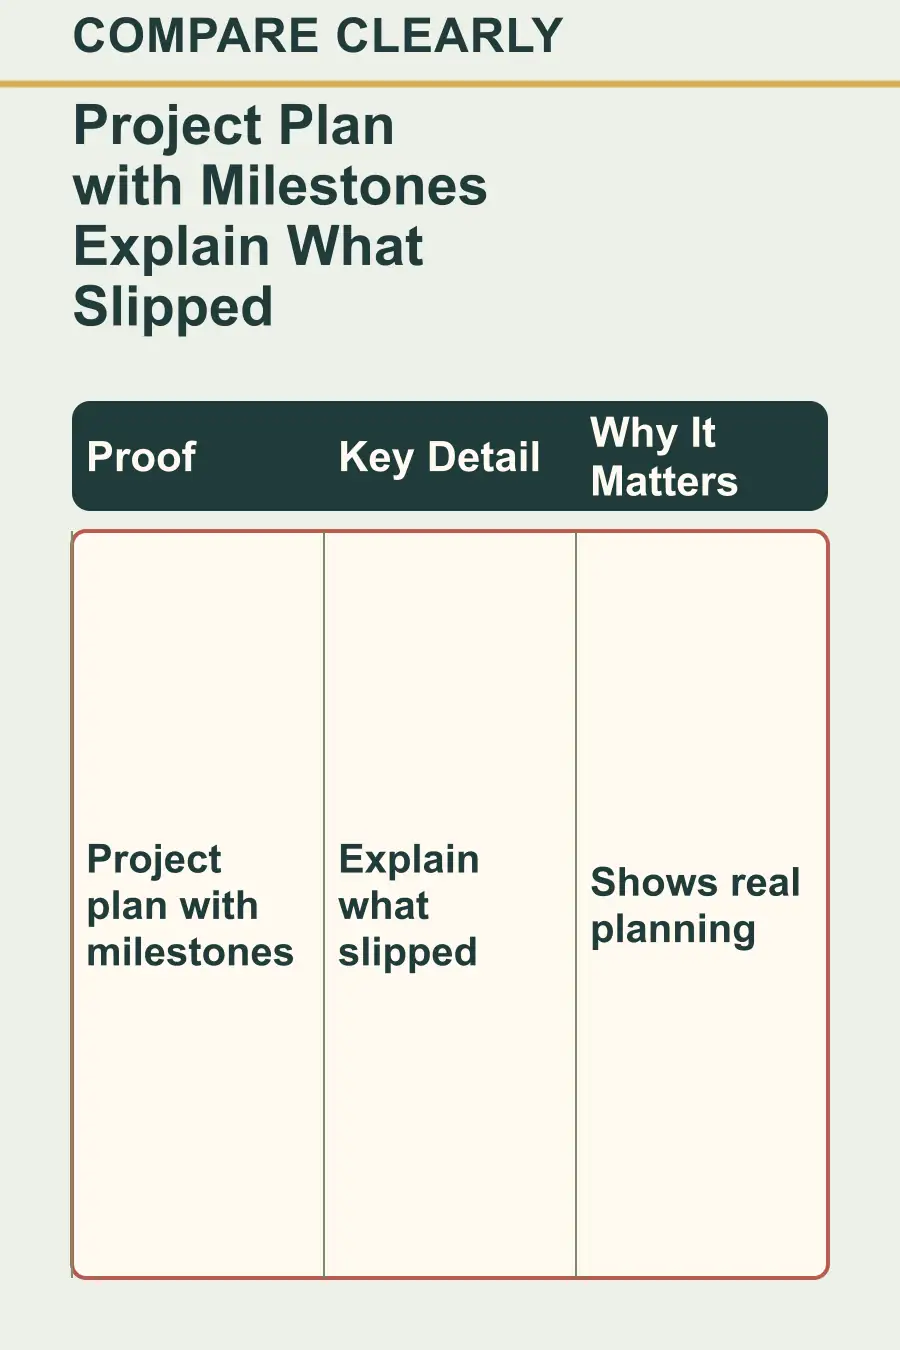 COMPARE CLEARLY
Project Plan
with Milestones
Explain What
Slipped
Proof
Key Detail
Why It
Matters
Project
plan with
milestones
Explain
what
slipped
Shows real
planning